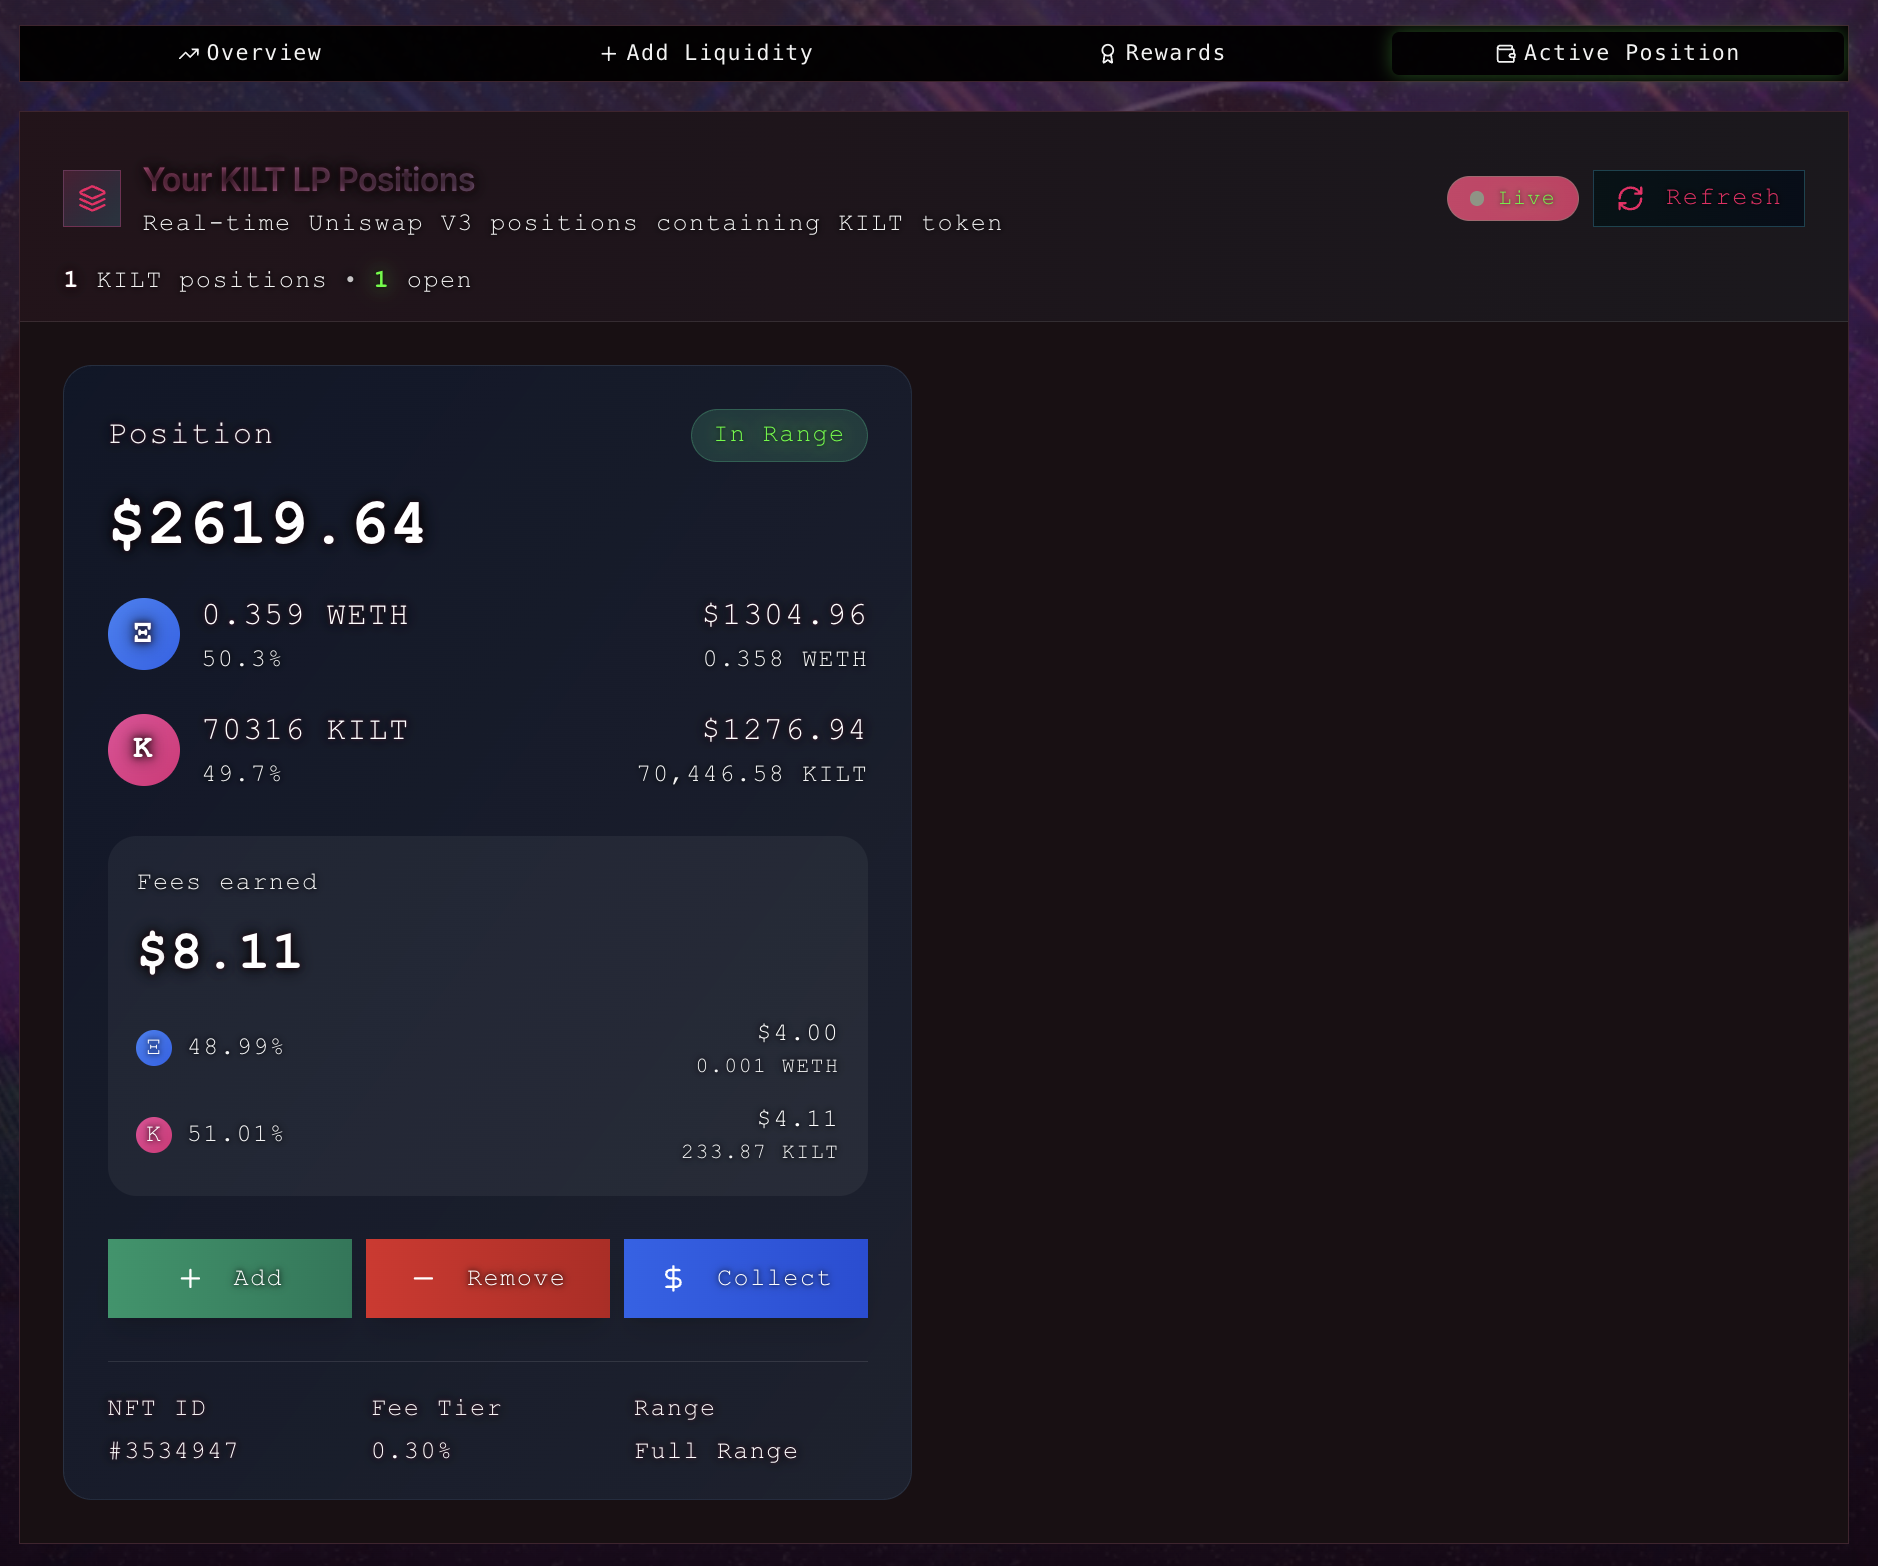 Overview
Add Liquidity
Rewards
Active Position
Your KILT LP Positions
Real-time Uniswap V3 positions containing KILT token
Live
Refresh
1 KILT positions • 1 open
Position
In Range
$2619.64
Ξ
0.359 WETH
$1304.96
50.3%
0.358 WETH
K
70316 KILT
$1276.94
49.7%
70,446.58 KILT
Fees earned
$8.11
Ξ 48.99%
$4.00
0.001 WETH
K 51.01%
$4.11
233.87 KILT
+ Add
− Remove
$ Collect
NFT ID
Fee Tier
Range
#3534947
0.30%
Full Range